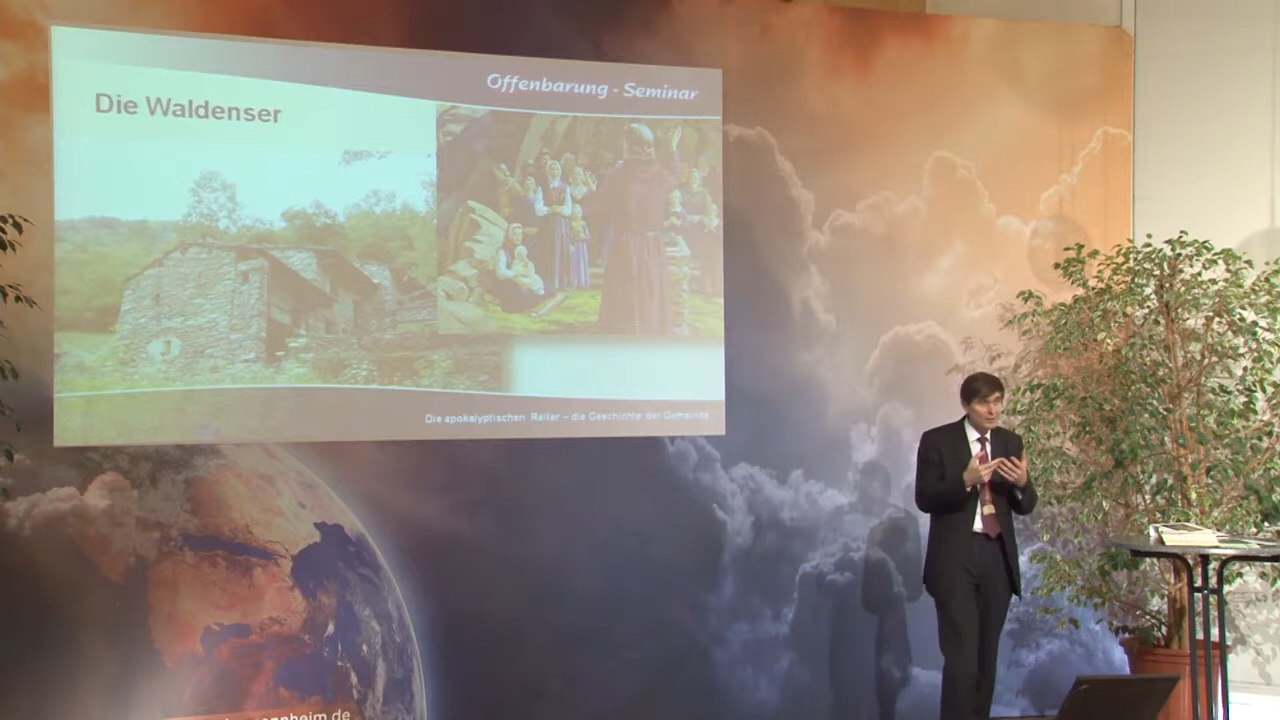 Offenbarung - Seminar
Die Waldenser
Die apokalyptischen Reiter – die Geschichte der Gemeinde